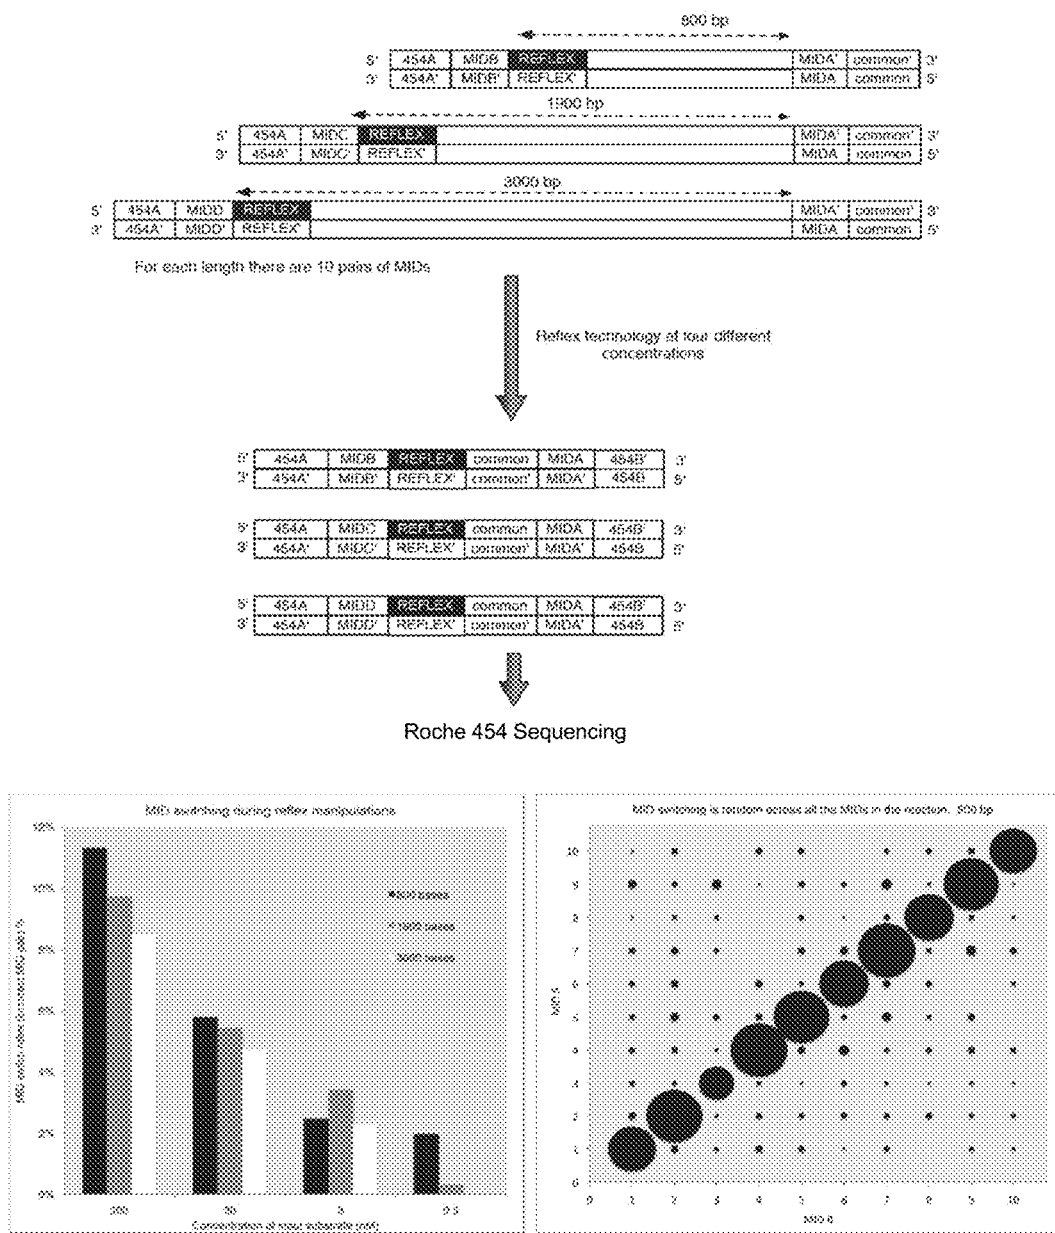 800 bp
5' 454A MIDB REFLEX MIDA' common' 3'
3' 454A' MIDB' REFLEX' MIDA common 5'
1900 bp
5' 454A MIDC REFLEX MIDA' common' 3'
3' 454A' MIDC' REFLEX' MIDA common 5'
3000 bp
5' 454A MIDD REFLEX MIDA' common' 3'
3' 454A' MIDD' REFLEX' MIDA common 5'
For each length there are 10 pairs of MIDs
Reflex technology at four different
concentrations
5' 454A MIDB REFLEX common MIDA 454B' 3'
3' 454A' MIDB' REFLEX' common' MIDA' 454B 5'
5' 454A MIDC REFLEX common MIDA 454B' 3'
3' 454A' MIDC' REFLEX' common' MIDA' 454B 5'
5' 454A MIDD REFLEX common MIDA 454B' 3'
3' 454A' MIDD' REFLEX' common' MIDA' 454B 5'
Roche 454 Sequencing
MID switching during reflex manipulations
12%
10%
8%
6%
4%
2%
0%
800 bases
1900 bases
3000 bases
Concentration of input substrate (nM)
MID switching is random across all the MIDs in the reaction. 800 bp
10
9
8
7
6
5
4
3
2
1
0
0 1 2 3 4 5 6 7 8 9 10